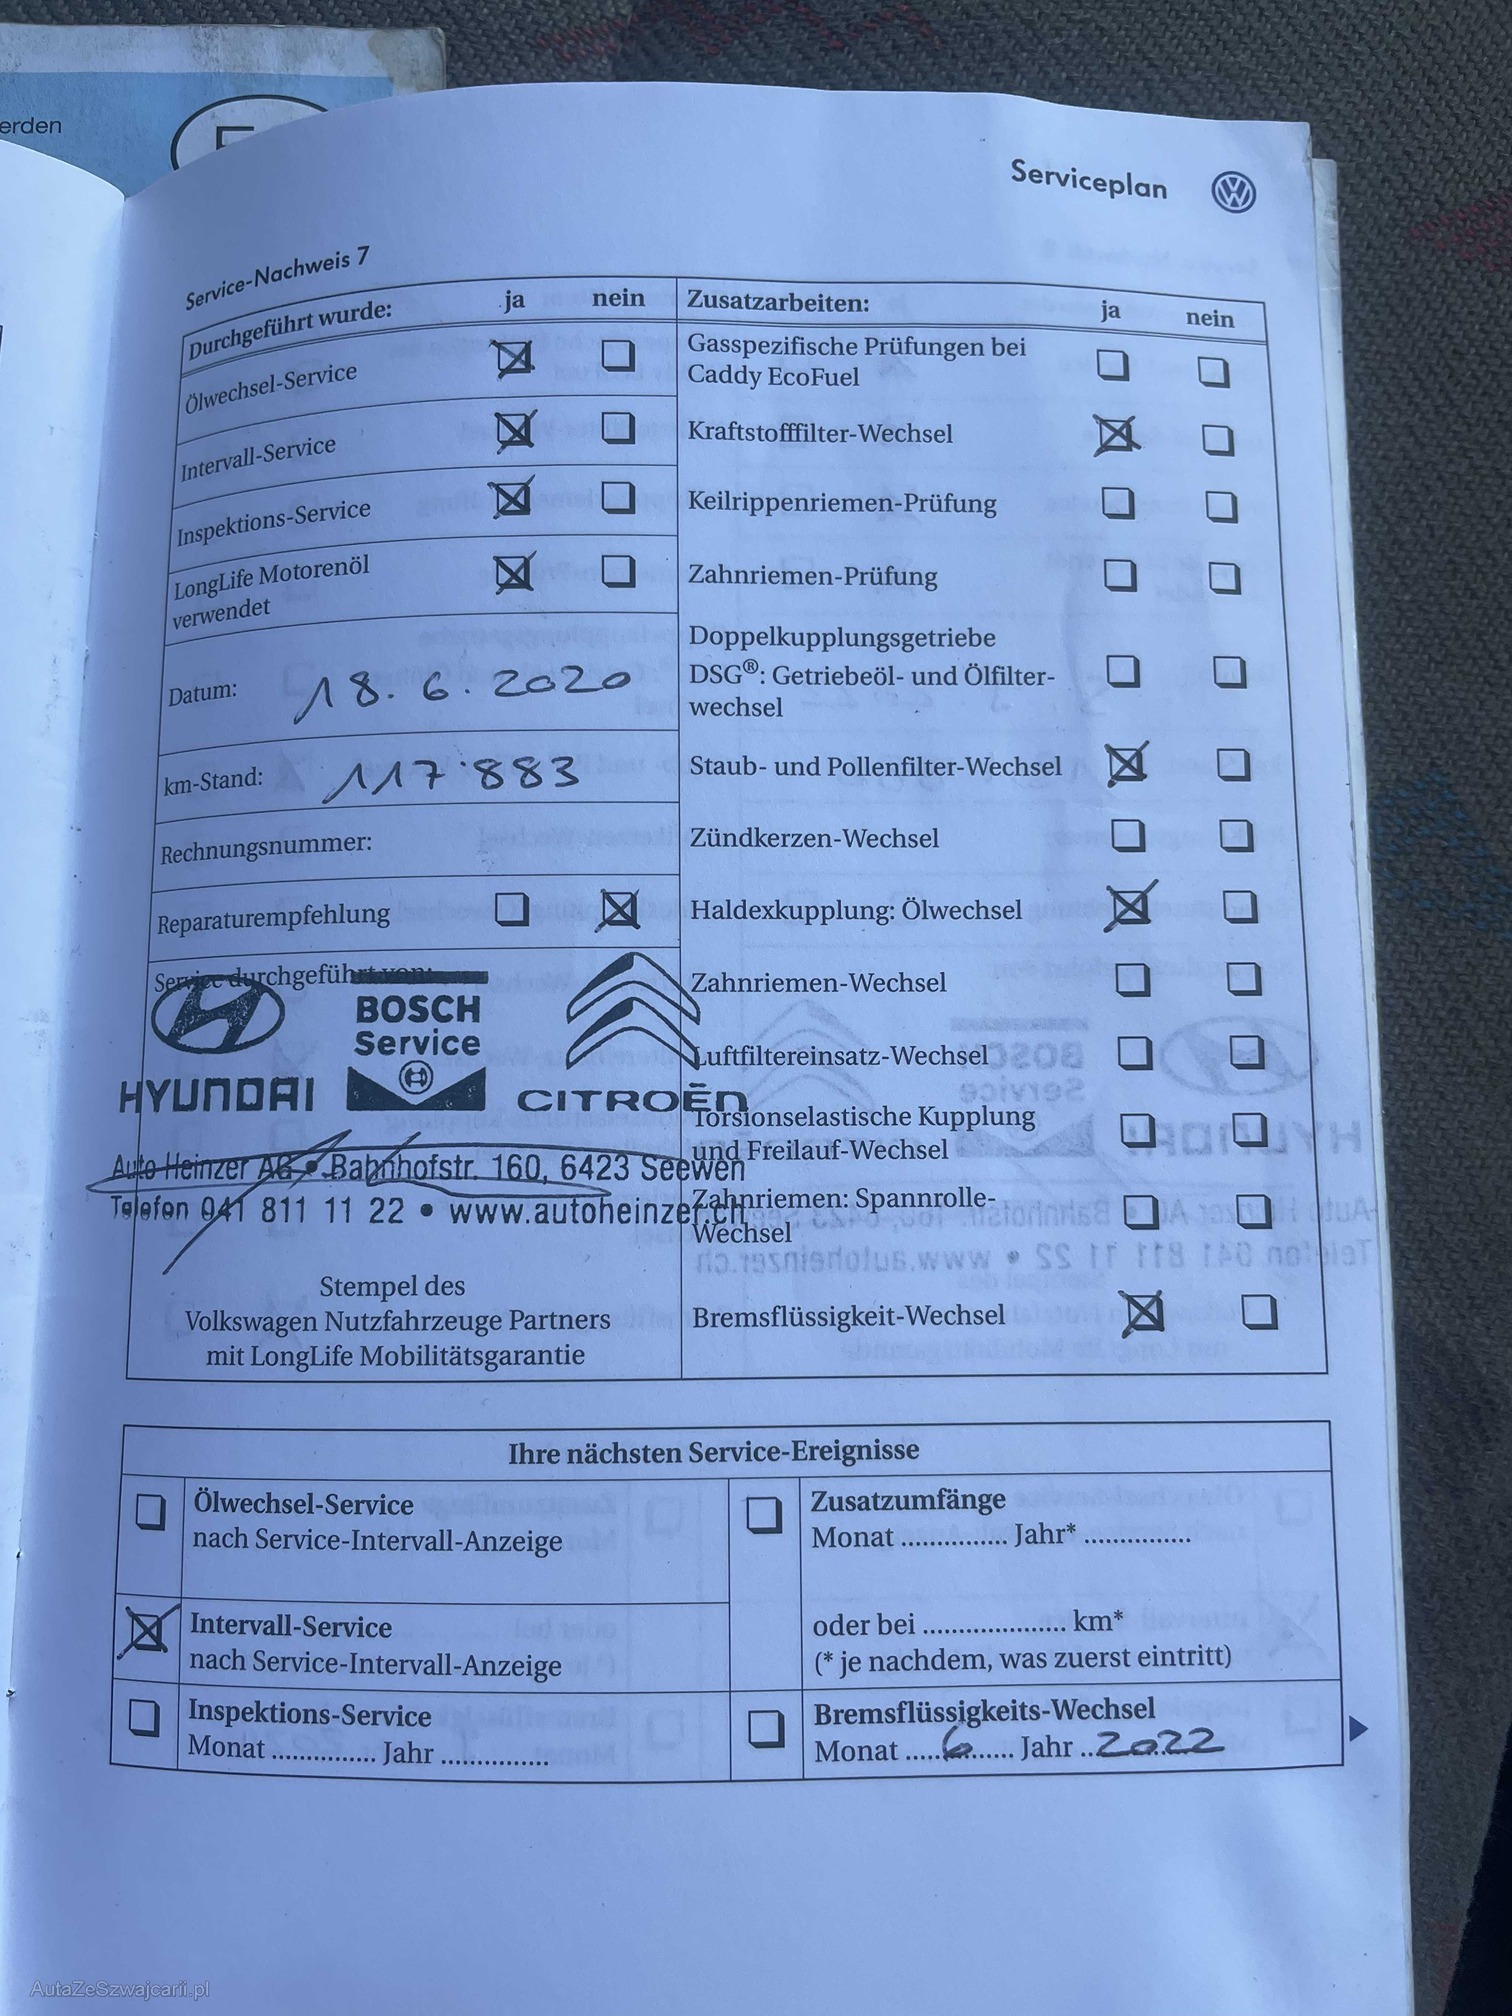 erden
Serviceplan
Service-Nachweis 7
Durchgeführt wurde: ja nein
Ölwechsel-Service
Intervall-Service
Inspektions-Service
LongLife Motorenöl
verwendet
Datum: 18.6.2020
km-Stand: 117'883
Rechnungsnummer:
Reparaturempfehlung
Service durchgeführt von:
HYUNDAI
BOSCH
Service
CITROËN
Auto Heinzer AG • Bahnhofstr. 160, 6423 Seewen
Telefon 041 811 11 22 • www.autoheinzer.ch
Stempel des
Volkswagen Nutzfahrzeuge Partners
mit LongLife Mobilitätsgarantie
Zusatzarbeiten: ja nein
Gasspezifische Prüfungen bei
Caddy EcoFuel
Kraftstofffilter-Wechsel
Keilrippenriemen-Prüfung
Zahnriemen-Prüfung
Doppelkupplungsgetriebe
DSG®: Getriebeöl- und Ölfilter-
wechsel
Staub- und Pollenfilter-Wechsel
Zündkerzen-Wechsel
Haldexkupplung: Ölwechsel
Zahnriemen-Wechsel
Luftfiltereinsatz-Wechsel
Torsionselastische Kupplung
und Freilauf-Wechsel
Zahnriemen: Spannrolle-
Wechsel
Bremsflüssigkeit-Wechsel
Ihre nächsten Service-Ereignisse
Ölwechsel-Service
nach Service-Intervall-Anzeige
Intervall-Service
nach Service-Intervall-Anzeige
Inspektions-Service
Monat ............... Jahr ...............
Zusatzumfänge
Monat ............... Jahr* ...............
oder bei .................... km*
(* je nachdem, was zuerst eintritt)
Bremsflüssigkeits-Wechsel
Monat ......6....... Jahr ..2022
AutaZeSzwajcarii.pl